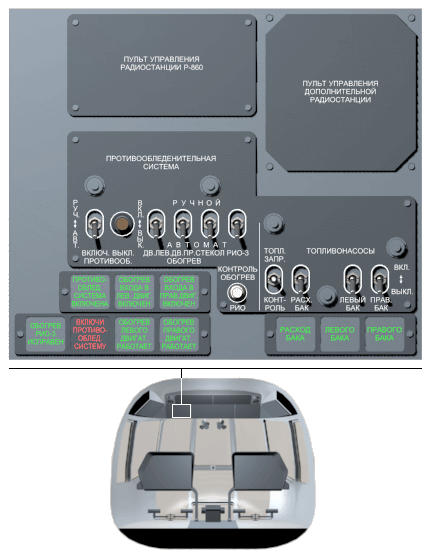 ПУЛЬТ УПРАВЛЕНИЯ
РАДИОСТАНЦИИ Р-860
ПУЛЬТ УПРАВЛЕНИЯ
ДОПОЛНИТЕЛЬНОЙ
РАДИОСТАНЦИИ
ПРОТИВООБЛЕДЕНИТЕЛЬНАЯ
СИСТЕМА
РУЧ.
АВТ.
ВКЛ.
ВЫК.
РУЧНОЙ
АВТОМАТ
ВКЛЮЧ. ВЫКЛ.
ПРОТИВООБ.
ДВ.ЛЕВ.ДВ.ПР.СТЕКОЛ РИО-3
ОБОГРЕВ
КОНТРОЛЬ
ОБОГРЕВ
РИО
ТОПЛ.
ЗАПР.
ТОПЛИВОНАСОСЫ
ВКЛ.
ВЫКЛ.
КОНТ-
РОЛЬ
РАСХ.
БАК
ЛЕВЫЙ
БАК
ПРАВ.
БАК
ПРОТИВО-
ОБЛЕД
СИСТЕМА
ВКЛЮЧЕНА
ОБОГРЕВ
ВХОДА В
ЛЕВ. ДВИГ.
ВКЛЮЧЕН
ОБОГРЕВ
ВХОДА В
ПРАВ.ДВИГ.
ВКЛЮЧЕН
ОБОГРЕВ
РИО-3
ИСПРАВЕН
ВКЛЮЧИ
ПРОТИВО-
ОБЛЕД
СИСТЕМУ
ОБОГРЕВ
ЛЕВОГО
ДВИГАТ.
РАБОТАЕТ
ОБОГРЕВ
ПРАВОГО
ДВИГАТ.
РАБОТАЕТ
РАСХОД
БАКА
ЛЕВОГО
БАКА
ПРАВОГО
БАКА